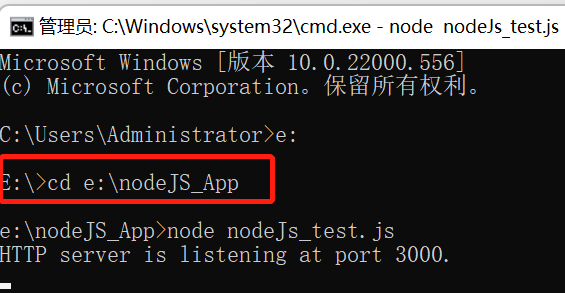 管理员: C:\Windows\system32\cmd.exe - node  nodeJs_test.js
Microsoft Windows [版本 10.0.22000.556]
(c) Microsoft Corporation。保留所有权利。
C:\Users\Administrator>e:
E:\>cd e:\nodeJS_App
e:\nodeJS_App>node nodeJs_test.js
HTTP server is listening at port 3000.